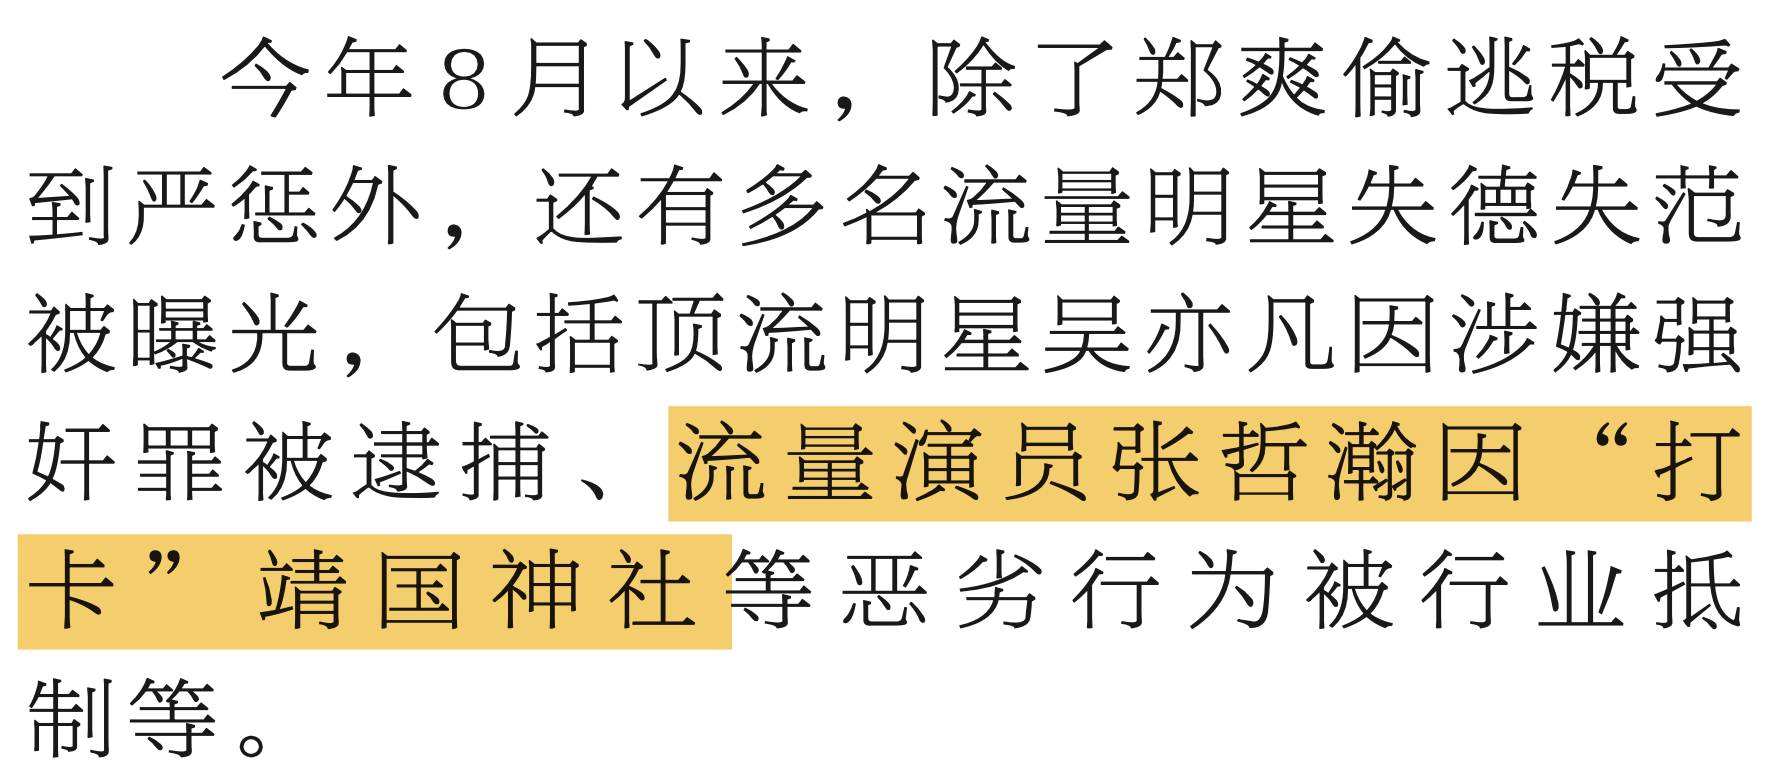 今年8月以来，除了郑爽偷逃税受
到严惩外，还有多名流量明星失德失范
被曝光，包括顶流明星吴亦凡因涉嫌强
奸罪被逮捕、流量演员张哲瀚因“打
卡”靖国神社等恶劣行为被行业抵
制等。